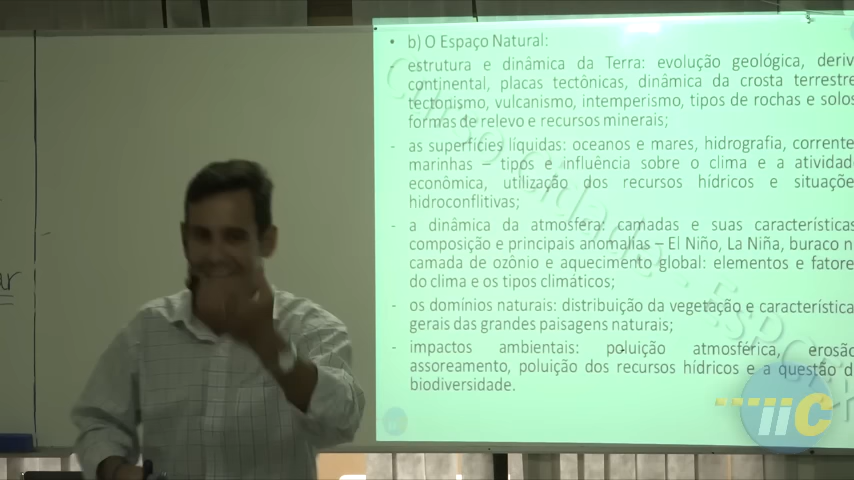 • b) O Espaço Natural:
- estrutura e dinâmica da Terra: evolução geológica, deriv
continental, placas tectônicas, dinâmica da crosta terrestre
tectonismo, vulcanismo, intemperismo, tipos de rochas e solos
formas de relevo e recursos minerais;
- as superfícies líquidas: oceanos e mares, hidrografia, corrente
marinhas – tipos e influência sobre o clima e a atividad
econômica, utilização dos recursos hídricos e situaçõe
hidroconflitivas;
- a dinâmica da atmosfera: camadas e suas características
composição e principais anomalias – El Niño, La Niña, buraco n
camada de ozônio e aquecimento global: elementos e fatore
do clima e os tipos climáticos;
- os domínios naturais: distribuição da vegetação e característica
gerais das grandes paisagens naturais;
- impactos ambientais: poluição atmosférica, erosão
assoreamento, poluição dos recursos hídricos e a questão d
biodiversidade.
ar
iiC